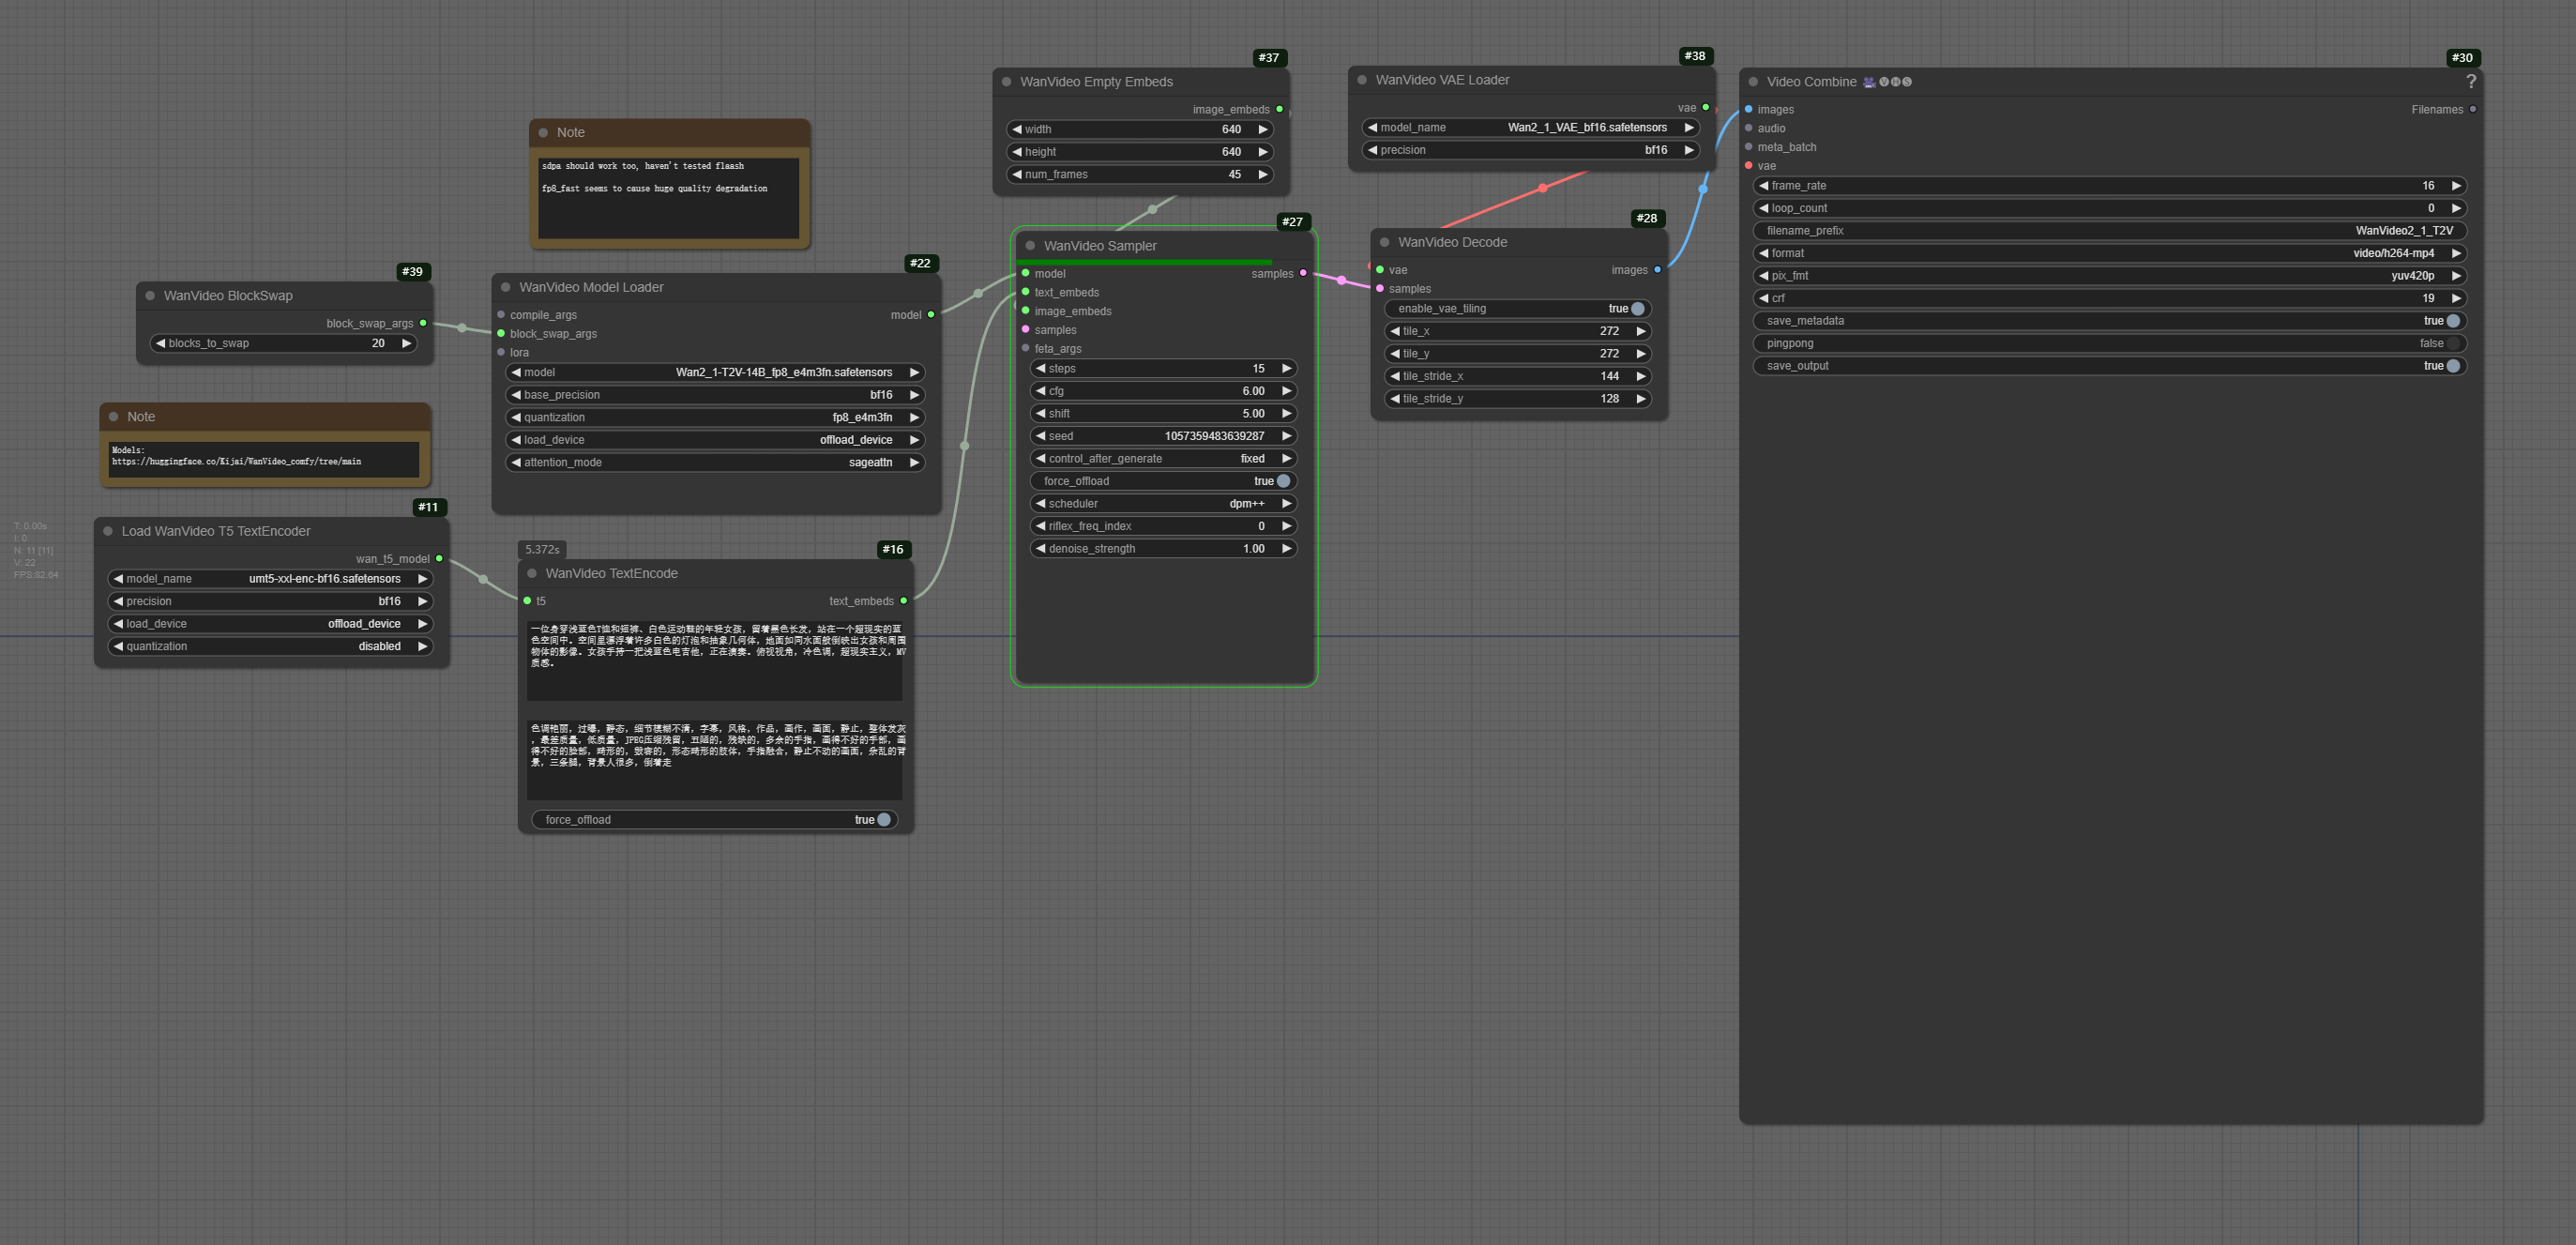 #37
WanVideo Empty Embeds
image_embeds
width 640
height 640
num_frames 45
#38
WanVideo VAE Loader
vae
model_name Wan2_1_VAE_bf16.safetensors
precision bf16
#30
Video Combine 🎥🅥🅗🅢 ?
images Filenames
audio
meta_batch
vae
frame_rate 16
loop_count 0
filename_prefix WanVideo2_1_T2V
format video/h264-mp4
pix_fmt yuv420p
crf 19
save_metadata true
pingpong false
save_output true
Note
sdpa should work too, haven't tested flaash
fp8_fast seems to cause huge quality degradation
#39
WanVideo BlockSwap
block_swap_args
blocks_to_swap 20
#22
WanVideo Model Loader
compile_args model
block_swap_args
lora
model Wan2_1-T2V-14B_fp8_e4m3fn.safetensors
base_precision bf16
quantization fp8_e4m3fn
load_device offload_device
attention_mode sageattn
#27
WanVideo Sampler
model samples
text_embeds
image_embeds
samples
feta_args
steps 15
cfg 6.00
shift 5.00
seed 1057359483639287
control_after_generate fixed
force_offload true
scheduler dpm++
riflex_freq_index 0
denoise_strength 1.00
#28
WanVideo Decode
vae images
samples
enable_vae_tiling true
tile_x 272
tile_y 272
tile_stride_x 144
tile_stride_y 128
Note
Models:
https://huggingface.co/Kijai/WanVideo_comfy/tree/main
T: 0.00s
I: 0
N: 11 [11]
V: 22
FPS:82.64
#11
Load WanVideo T5 TextEncoder
wan_t5_model
model_name umt5-xxl-enc-bf16.safetensors
precision bf16
load_device offload_device
quantization disabled
5.372s
#16
WanVideo TextEncode
t5 text_embeds
一位身穿浅蓝色T恤和短裤、白色运动鞋的年轻女孩，留着黑色长发，站在一个超现实的蓝
色空间中。空间里漂浮着许多白色的灯泡和抽象几何体，地面如同水面般倒映出女孩和周围
物体的影像。女孩手持一把浅蓝色电吉他，正在演奏。俯视视角，冷色调，超现实主义，MV
质感。
色调艳丽，过曝，静态，细节模糊不清，字幕，风格，作品，画作，画面，静止，整体发灰
，最差质量，低质量，JPEG压缩残留，丑陋的，残缺的，多余的手指，画得不好的手部，画
得不好的脸部，畸形的，毁容的，形态畸形的肢体，手指融合，静止不动的画面，杂乱的背
景，三条腿，背景人很多，倒着走
force_offload true